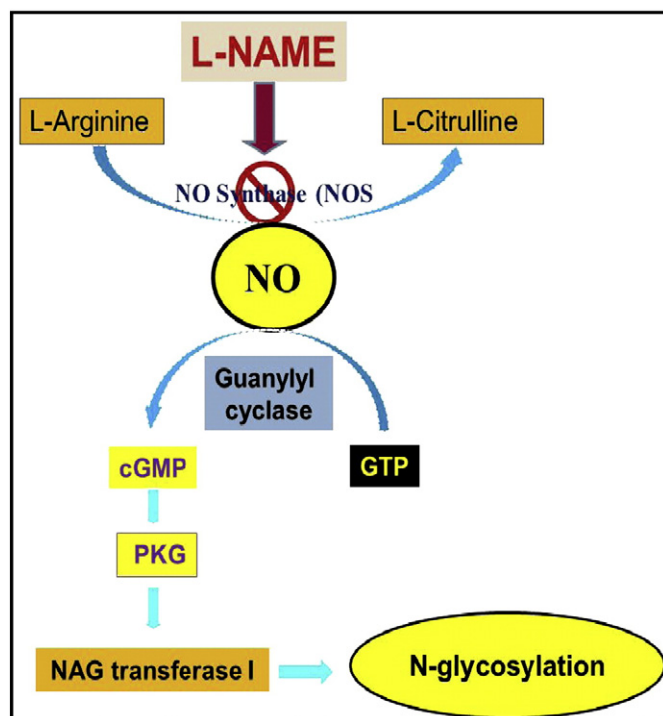 L-NAME
L-Arginine
L-Citrulline
NO Synthase (NOS
NO
Guanylyl
cyclase
cGMP
GTP
PKG
NAG transferase I
N-glycosylation